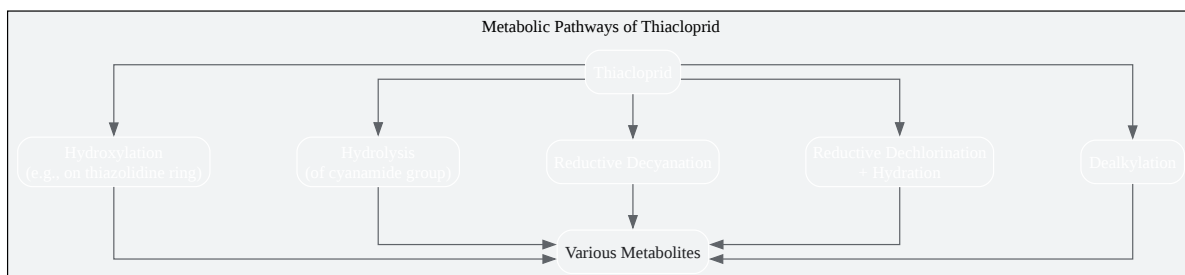 Metabolic Pathways of Thiacloprid
Thiacloprid
Hydroxylation
(e.g., on thiazolidine ring)
Hydrolysis
(of cyanamide group)
Reductive Decyanation
Reductive Dechlorination
+ Hydration
Dealkylation
Various Metabolites